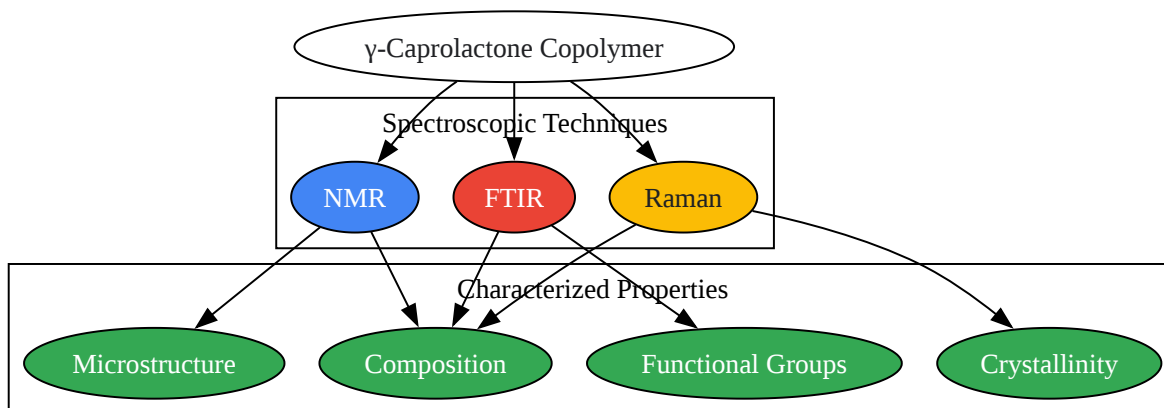 γ-Caprolactone Copolymer
Spectroscopic Techniques
NMR
FTIR
Raman
Characterized Properties
Microstructure
Composition
Functional Groups
Crystallinity